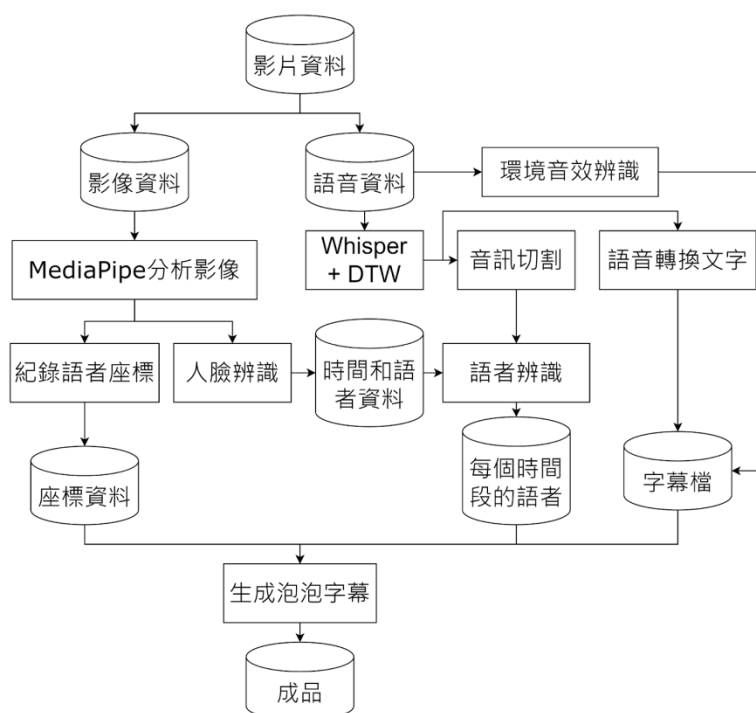 影片資料
影像資料
語音資料
環境音效辨識
MediaPipe分析影像
Whisper
+ DTW
音訊切割
語音轉換文字
紀錄語者座標
人臉辨識
時間和語
者資料
語者辨識
座標資料
每個時間
段的語者
字幕檔
生成泡泡字幕
成品